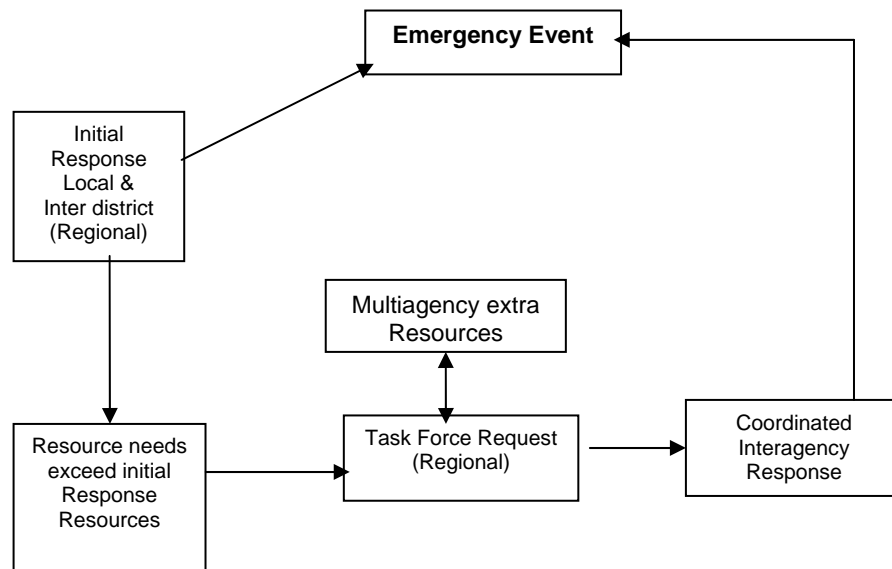 Emergency Event
Initial
Response
Local &
Inter district
(Regional)
Multiagency extra
Resources
Resource needs
exceed initial
Response
Resources
Task Force Request
(Regional)
Coordinated
Interagency
Response